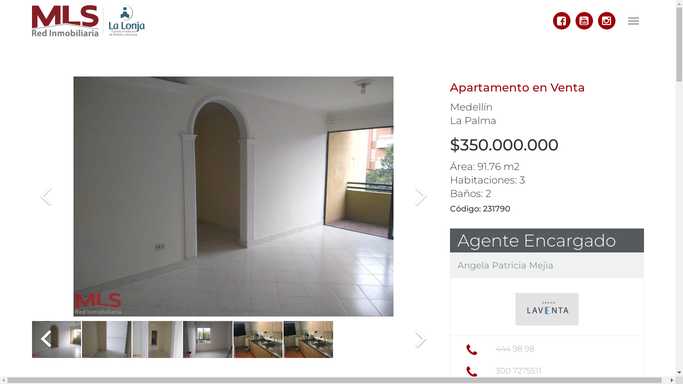 MLS
Red Inmobiliaria
La Lonja
Apartamento en Venta
Medellín
La Palma
$350.000.000
Área: 91,76 m2
Habitaciones: 3
Baños: 2
Código: 231790
MLS
Red Inmobiliaria
Agente Encargado
Angela Patricia Mejia
LAVENTA
444 98 98
300 7275511